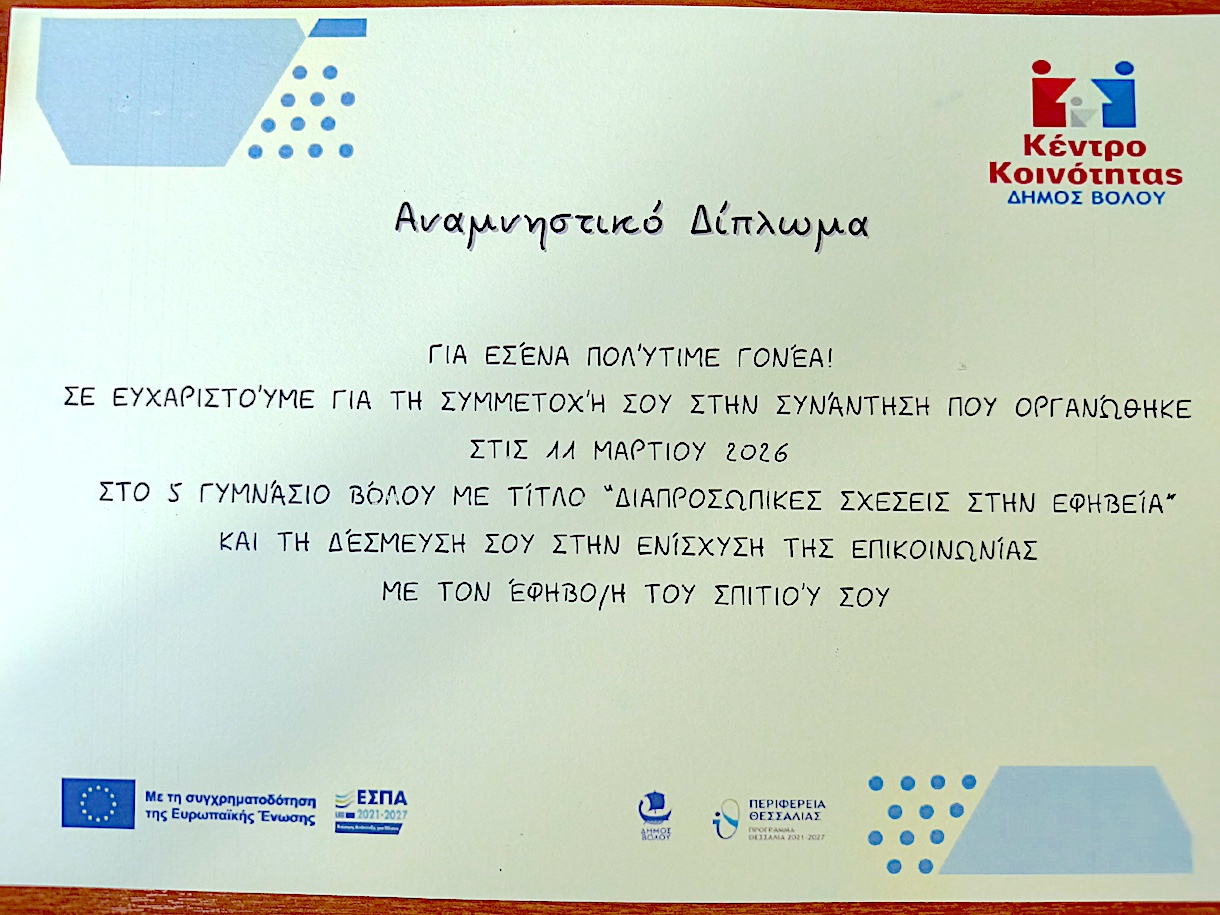 Κέντρο
Κοινότητας
ΔΗΜΟΣ ΒΟΛΟΥ
Αναμνηστικό Δίπλωμα
ΓΙΑ ΕΣΈΝΑ ΠΟΛΎΤΙΜΕ ΓΟΝΈΑ!
ΣΕ ΕΥΧΑΡΙΣΤΟΎΜΕ ΓΙΑ ΤΗ ΣΥΜΜΕΤΟΧΉ ΣΟΥ ΣΤΗΝ ΣΥΝΆΝΤΗΣΗ ΠΟΥ ΟΡΓΑΝΏΘΗΚΕ
ΣΤΙΣ 11 ΜΑΡΤΙΟΥ 2026
ΣΤΟ 5 ΓΥΜΝΆΣΙΟ ΒΌΛΟΥ ΜΕ ΤΊΤΛΟ "ΔΙΑΠΡΟΣΩΠΙΚΕΣ ΣΧΕΣΕΙΣ ΣΤΗΝ ΕΦΗΒΕΊΑ"
ΚΑΙ ΤΗ ΔΈΣΜΕΥΣΗ ΣΟΥ ΣΤΗΝ ΕΝΊΣΧΥΣΗ ΤΗΣ ΕΠΙΚΟΙΝΩΝΊΑΣ
ΜΕ ΤΟΝ ΈΦΗΒΟ/Η ΤΟΥ ΣΠΙΤΙΟΎ ΣΟΥ
Με τη συγχρηματοδότηση
της Ευρωπαϊκής Ένωσης
ΕΣΠΑ
2021-2027
ΔΗΜΟΣ
ΒΟΛΟΥ
ΠΕΡΙΦΕΡΕΙΑ
ΘΕΣΣΑΛΙΑΣ
ΠΡΟΓΡΑΜΜΑ
ΘΕΣΣΑΛΙΑ 2021-2027